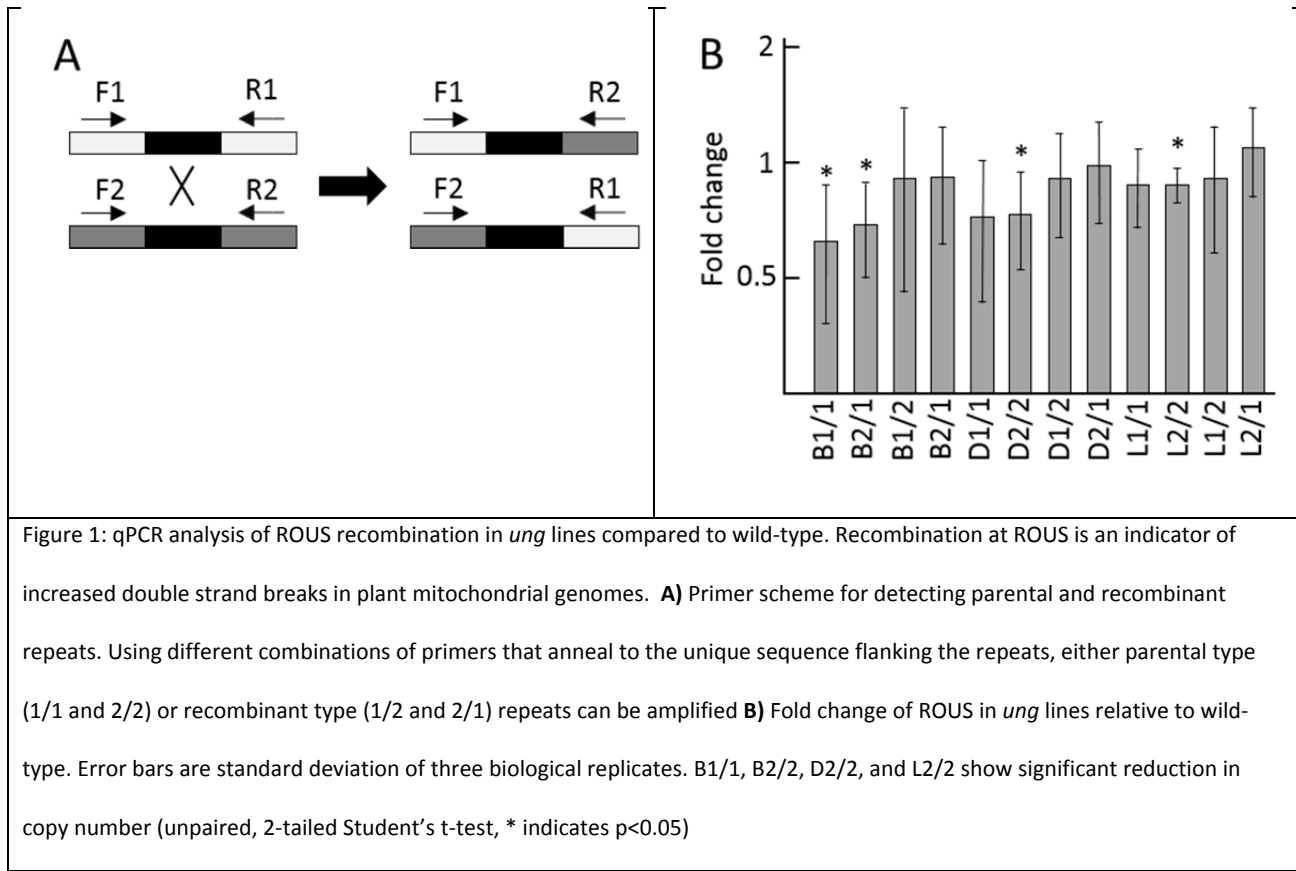 A
F1
R1
F1
R2
F2
R2
F2
R1
B
Fold change
2
1
0.5
* * * *
B1/1
B2/1
B1/2
B2/1
D1/1
D2/2
D1/2
D2/1
L1/1
L2/2
L1/2
L2/1
Figure 1: qPCR analysis of ROUS recombination in ung lines compared to wild-type. Recombination at ROUS is an indicator of
increased double strand breaks in plant mitochondrial genomes. A) Primer scheme for detecting parental and recombinant
repeats. Using different combinations of primers that anneal to the unique sequence flanking the repeats, either parental type
(1/1 and 2/2) or recombinant type (1/2 and 2/1) repeats can be amplified B) Fold change of ROUS in ung lines relative to wild-
type. Error bars are standard deviation of three biological replicates. B1/1, B2/2, D2/2, and L2/2 show significant reduction in
copy number (unpaired, 2-tailed Student’s t-test, * indicates p<0.05)